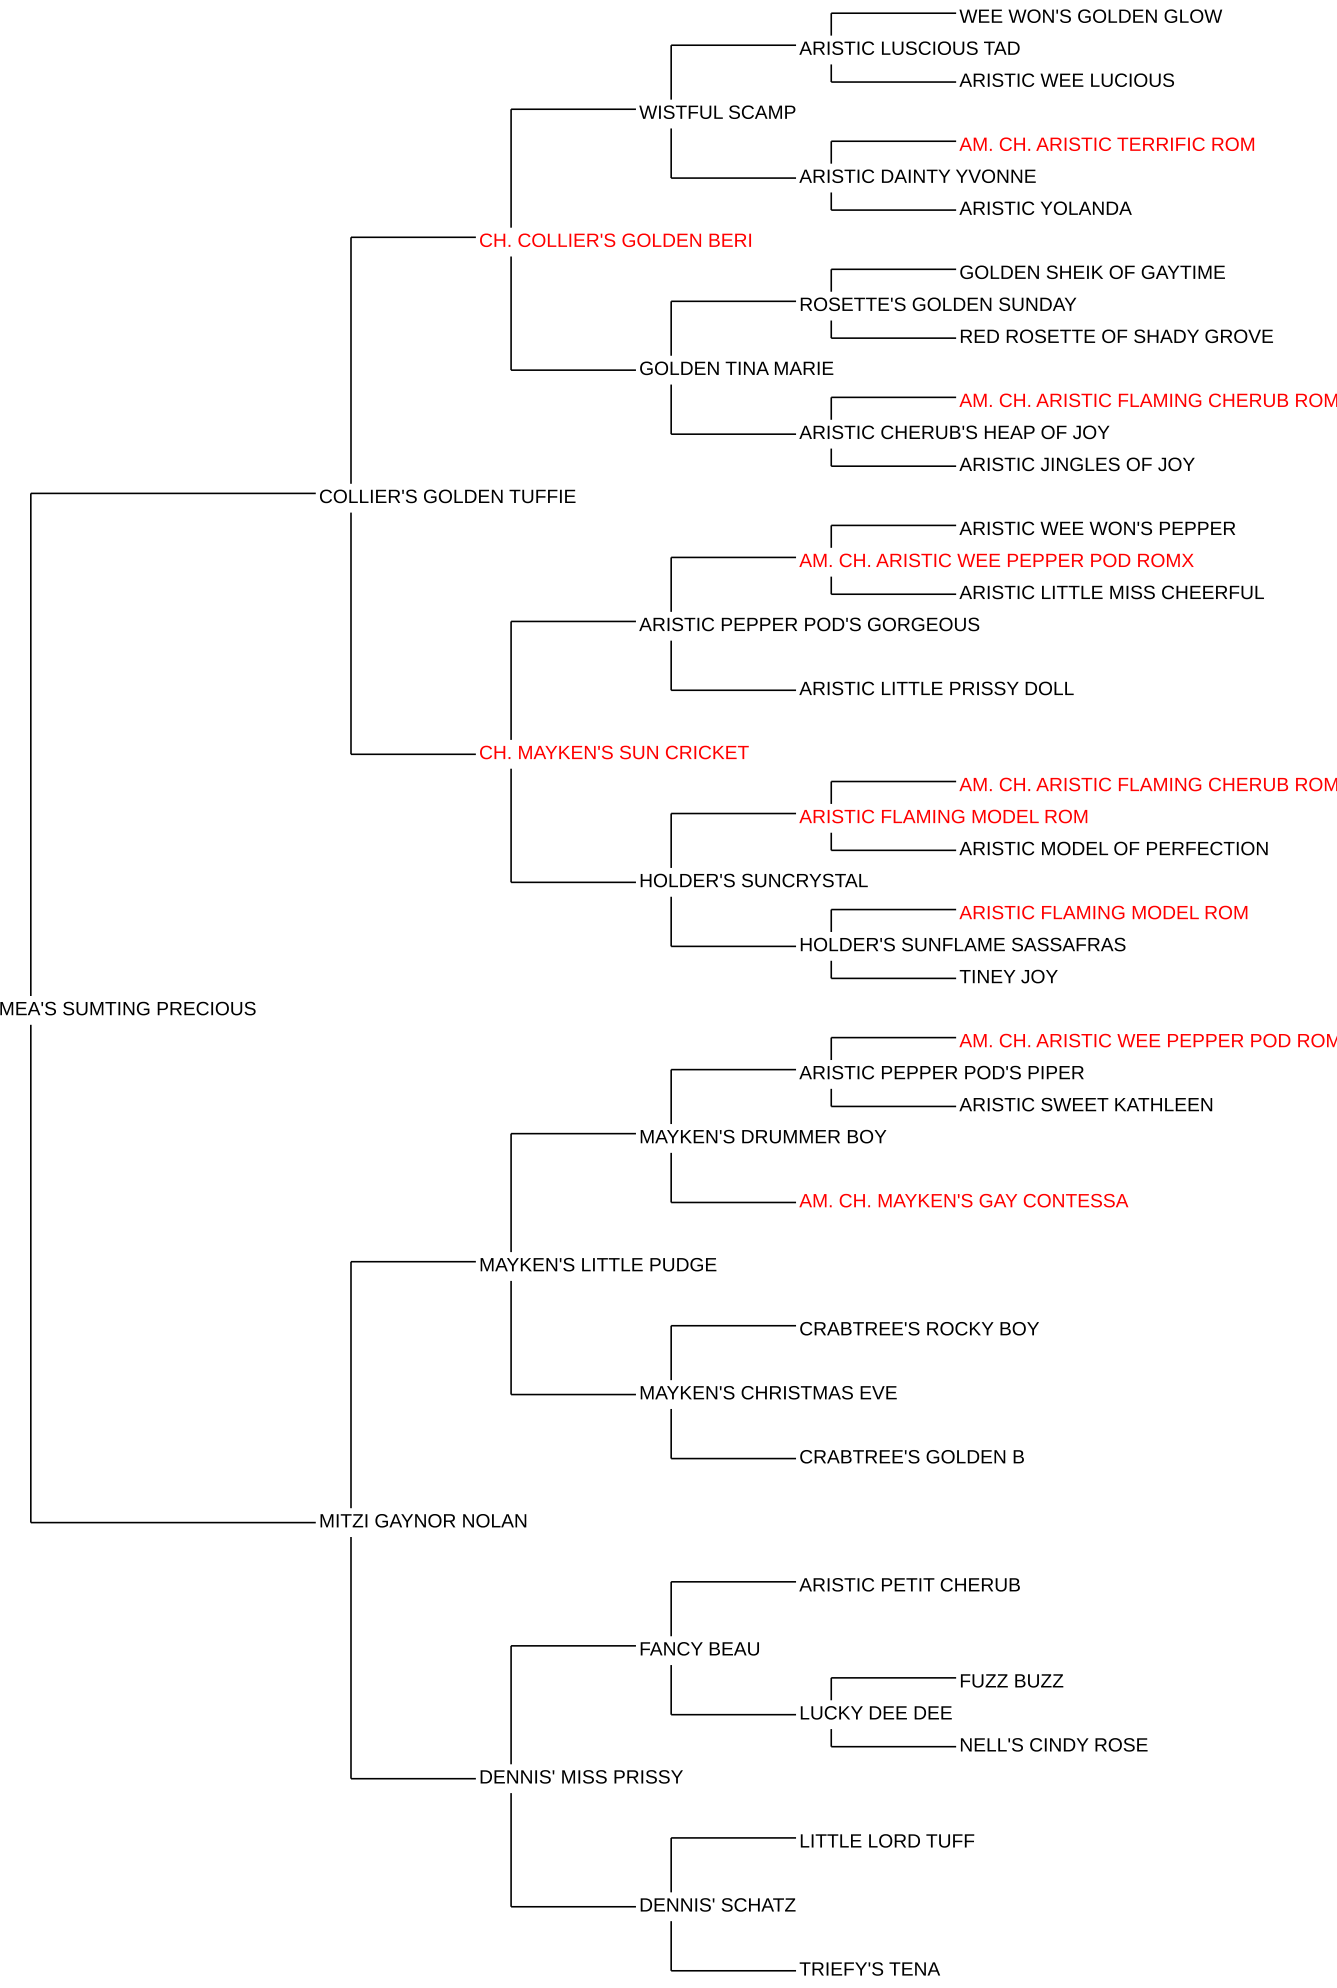 WEE WON'S GOLDEN GLOW
ARISTIC LUSCIOUS TAD
ARISTIC WEE LUCIOUS
WISTFUL SCAMP
AM. CH. ARISTIC TERRIFIC ROM
ARISTIC DAINTY YVONNE
ARISTIC YOLANDA
CH. COLLIER'S GOLDEN BERI
GOLDEN SHEIK OF GAYTIME
ROSETTE'S GOLDEN SUNDAY
RED ROSETTE OF SHADY GROVE
GOLDEN TINA MARIE
AM. CH. ARISTIC FLAMING CHERUB ROM
ARISTIC CHERUB'S HEAP OF JOY
ARISTIC JINGLES OF JOY
COLLIER'S GOLDEN TUFFIE
ARISTIC WEE WON'S PEPPER
AM. CH. ARISTIC WEE PEPPER POD ROMX
ARISTIC LITTLE MISS CHEERFUL
ARISTIC PEPPER POD'S GORGEOUS
ARISTIC LITTLE PRISSY DOLL
CH. MAYKEN'S SUN CRICKET
AM. CH. ARISTIC FLAMING CHERUB ROM
ARISTIC FLAMING MODEL ROM
ARISTIC MODEL OF PERFECTION
HOLDER'S SUNCRYSTAL
ARISTIC FLAMING MODEL ROM
HOLDER'S SUNFLAME SASSAFRAS
TINEY JOY
MEA'S SUMTING PRECIOUS
AM. CH. ARISTIC WEE PEPPER POD ROM
ARISTIC PEPPER POD'S PIPER
ARISTIC SWEET KATHLEEN
MAYKEN'S DRUMMER BOY
AM. CH. MAYKEN'S GAY CONTESSA
MAYKEN'S LITTLE PUDGE
CRABTREE'S ROCKY BOY
MAYKEN'S CHRISTMAS EVE
CRABTREE'S GOLDEN B
MITZI GAYNOR NOLAN
ARISTIC PETIT CHERUB
FANCY BEAU
FUZZ BUZZ
LUCKY DEE DEE
NELL'S CINDY ROSE
DENNIS' MISS PRISSY
LITTLE LORD TUFF
DENNIS' SCHATZ
TRIEFY'S TENA